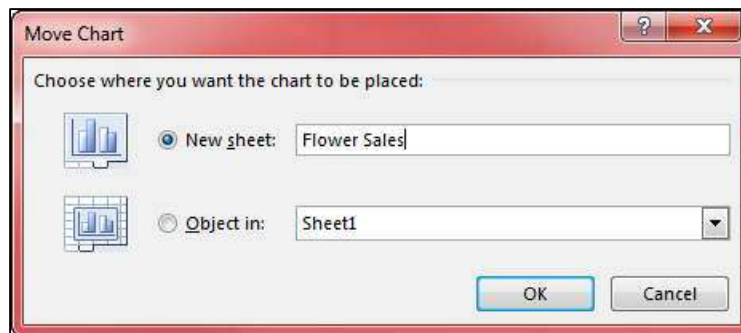 Move Chart
Choose where you want the chart to be placed:
New sheet: Flower Sales
Object in: Sheet1
OK Cancel